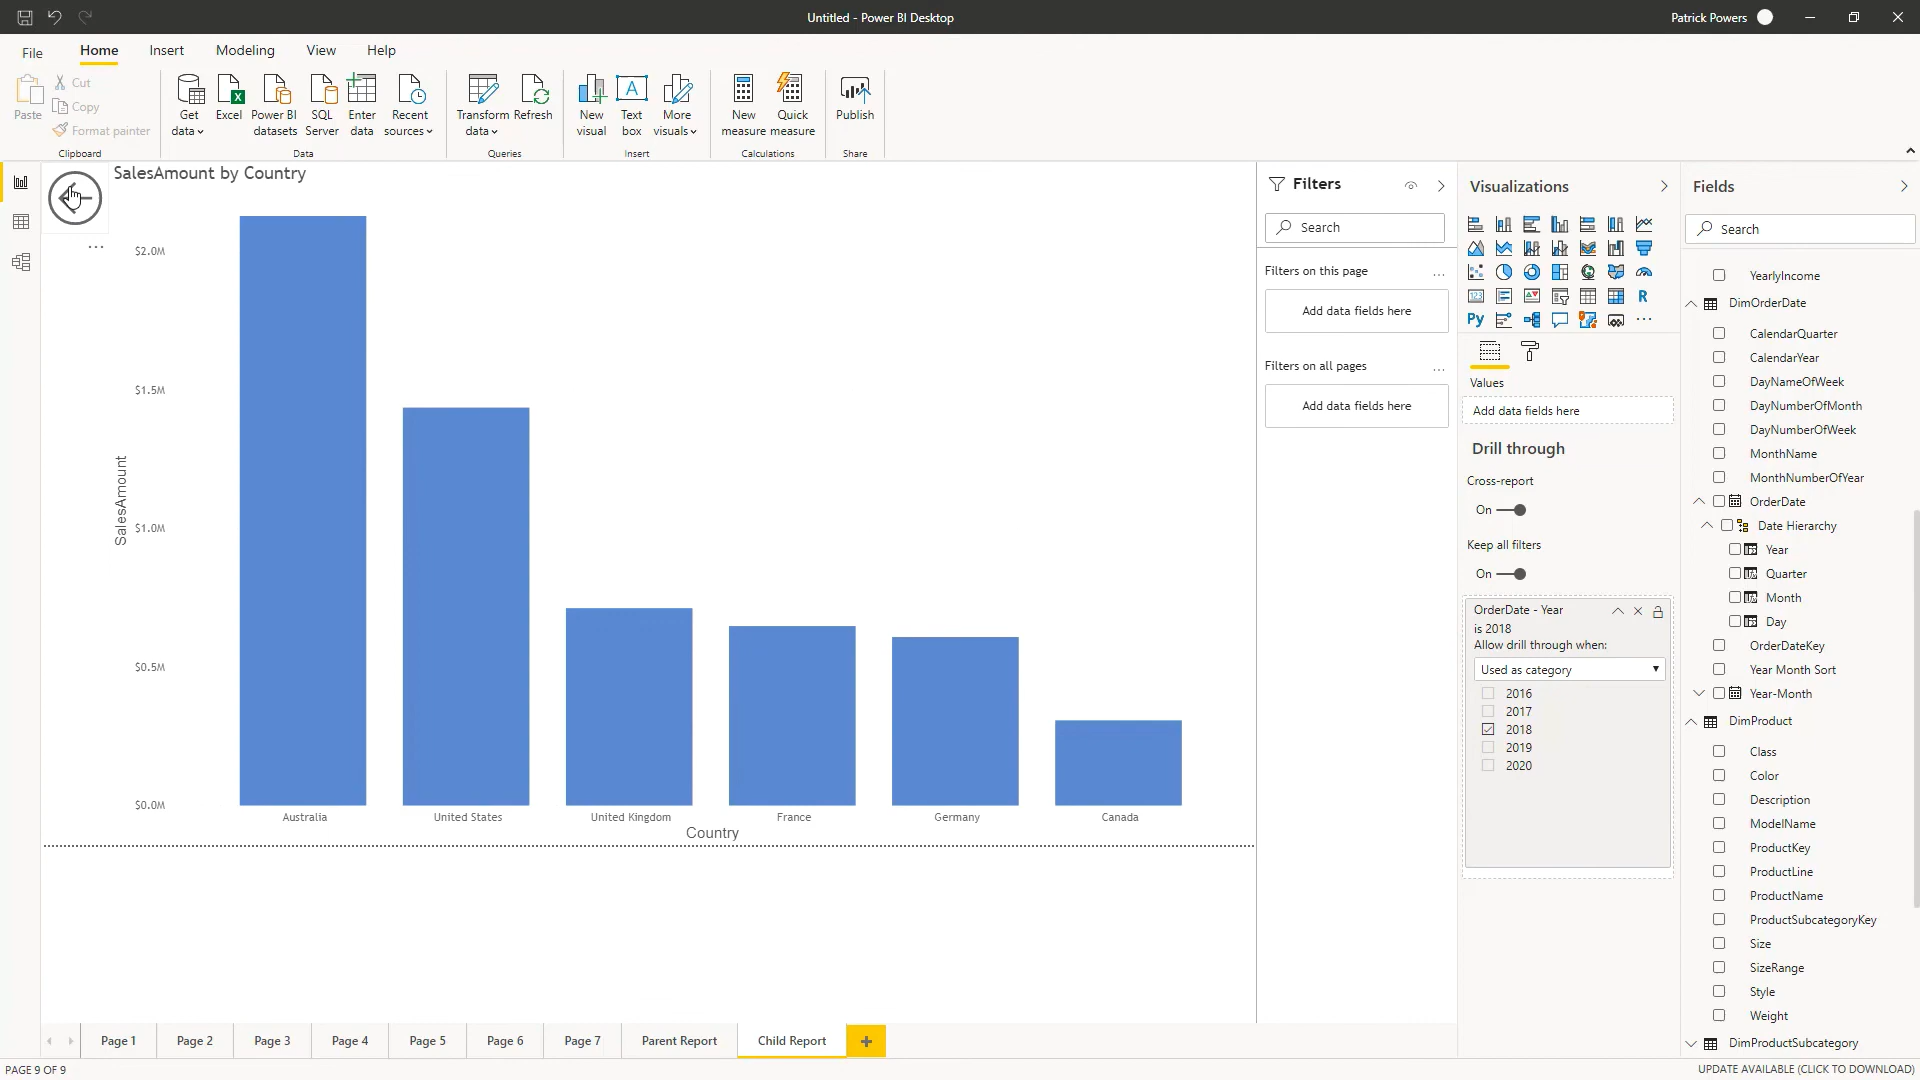 Untitled - Power BI Desktop
Patrick Powers
File
Home
Insert
Modeling
View
Help
Paste
Cut
Copy
Format painter
Clipboard
Get data
Excel
Power BI datasets
SQL Server
Enter data
Recent sources
Data
Transform data
Refresh
Queries
New visual
Text box
More visuals
Insert
New measure
Quick measure
Calculations
Publish
Share
SalesAmount by Country
$2.0M
$1.5M
$1.0M
$0.5M
$0.0M
SalesAmount
Australia
United States
United Kingdom
France
Germany
Canada
Country
Filters
Search
Filters on this page
...
Add data fields here
Filters on all pages
...
Add data fields here
Visualizations
123
R
Py
...
Values
Add data fields here
Drill through
Cross-report
On
Keep all filters
On
OrderDate - Year
is 2018
Allow drill through when:
Used as category
2016
2017
2018
2019
2020
Fields
Search
YearlyIncome
DimOrderDate
CalendarQuarter
CalendarYear
DayNameOfWeek
DayNumberOfMonth
DayNumberOfWeek
MonthName
MonthNumberOfYear
OrderDate
Date Hierarchy
Year
Quarter
Month
Day
OrderDateKey
Year Month Sort
Year-Month
DimProduct
Class
Color
Description
ModelName
ProductKey
ProductLine
ProductName
ProductSubcategoryKey
Size
SizeRange
Style
Weight
DimProductSubcategory
Page 1
Page 2
Page 3
Page 4
Page 5
Page 6
Page 7
Parent Report
Child Report
+
PAGE 9 OF 9
UPDATE AVAILABLE (CLICK TO DOWNLOAD)